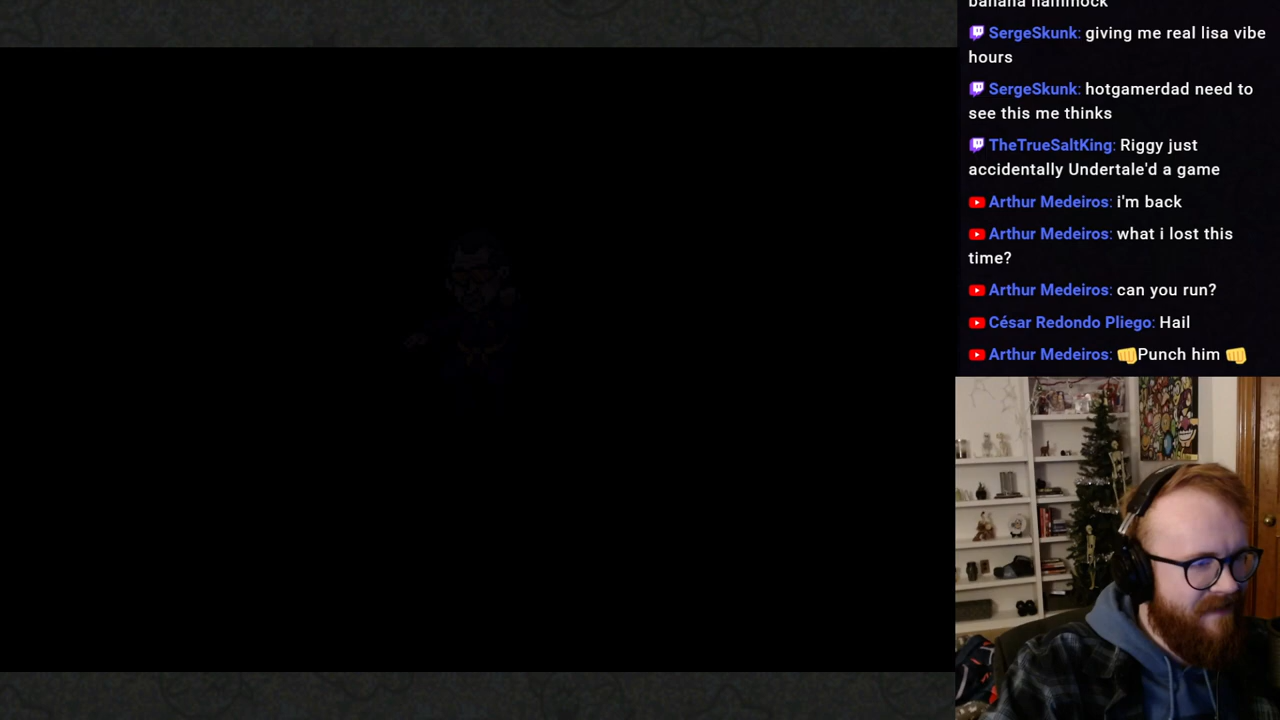 banana hammock
SergeSkunk: giving me real lisa vibe
hours
SergeSkunk: hotgamerdad need to
see this me thinks
TheTrueSaltKing: Riggy just
accidentally Undertale'd a game
Arthur Medeiros: i'm back
Arthur Medeiros: what i lost this
time?
Arthur Medeiros: can you run?
César Redondo Pliego: Hail
Arthur Medeiros: 👊Punch him 👊